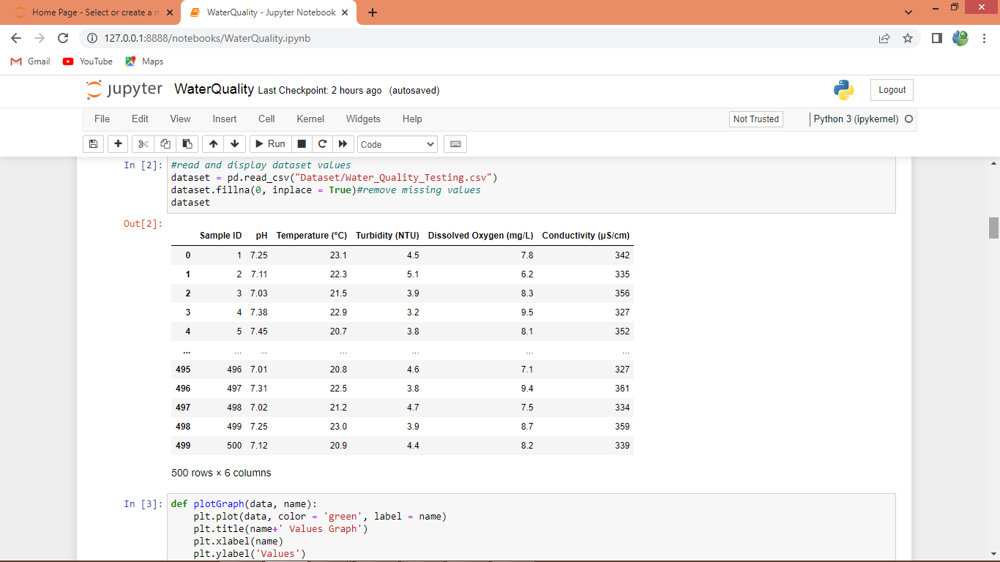 Home Page - Select or create a n
WaterQuality - Jupyter Notebook
127.0.0.1:8888/notebooks/WaterQuality.ipynb
Gmail YouTube Maps
jupyter WaterQuality Last Checkpoint: 2 hours ago (autosaved)
Logout
File Edit View Insert Cell Kernel Widgets Help
Not Trusted
Python 3 (ipykernel)
Run
Code
In [2]: #read and display dataset values
dataset = pd.read_csv("Dataset/Water_Quality_Testing.csv")
dataset.fillna(0, inplace = True)#remove missing values
dataset
Out[2]:
Sample ID pH Temperature (°C) Turbidity (NTU) Dissolved Oxygen (mg/L) Conductivity (µS/cm)
0 1 7.25 23.1 4.5 7.8 342
1 2 7.11 22.3 5.1 6.2 335
2 3 7.03 21.5 3.9 8.3 356
3 4 7.38 22.9 3.2 9.5 327
4 5 7.45 20.7 3.8 8.1 352
... ... ... ... ... ... ...
495 496 7.01 20.8 4.6 7.1 327
496 497 7.31 22.5 3.8 9.4 361
497 498 7.02 21.2 4.7 7.5 334
498 499 7.25 23.0 3.9 8.7 359
499 500 7.12 20.9 4.4 8.2 339
500 rows × 6 columns
In [3]: def plotGraph(data, name):
plt.plot(data, color = 'green', label = name)
plt.title(name+' Values Graph')
plt.xlabel(name)
plt.ylabel('Values')